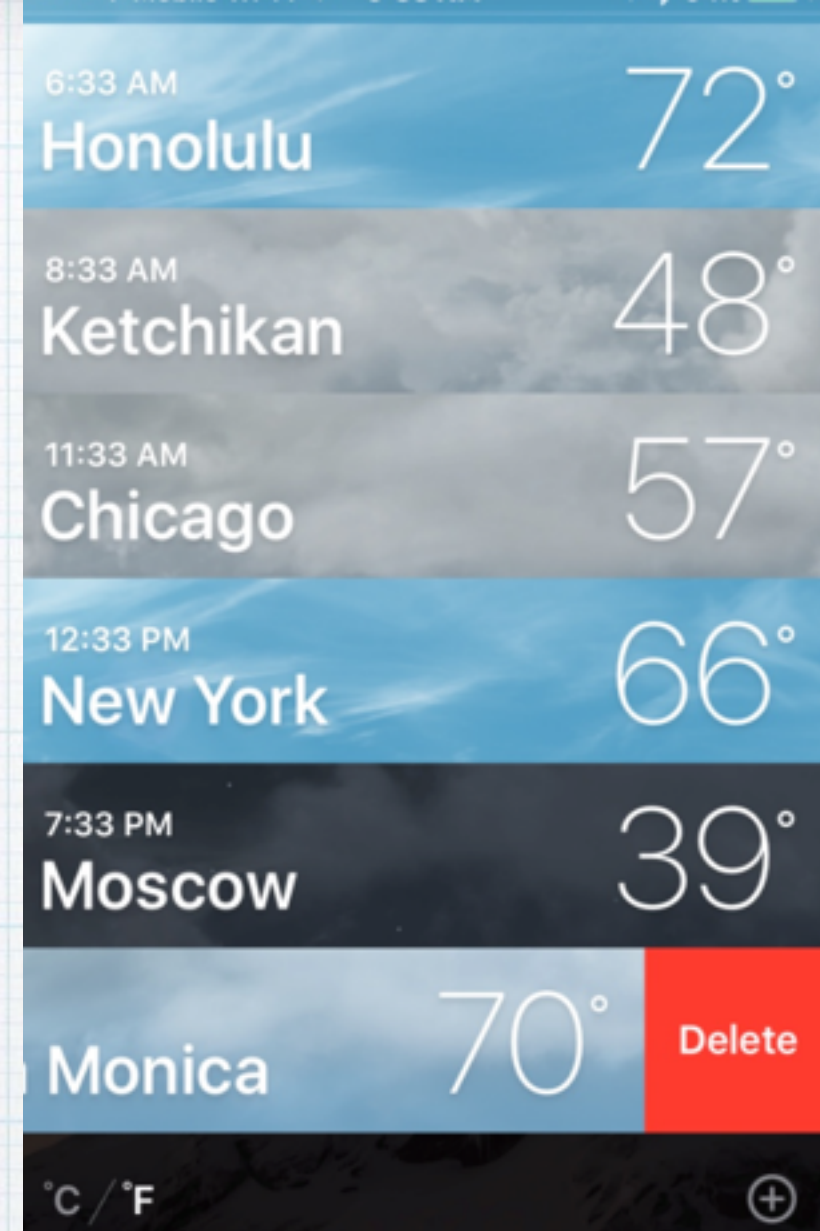 6:33 AM
Honolulu
72°
8:33 AM
Ketchikan
48°
11:33 AM
Chicago
57°
12:33 PM
New York
66°
7:33 PM
Moscow
39°
Monica
70°
Delete
°C / °F